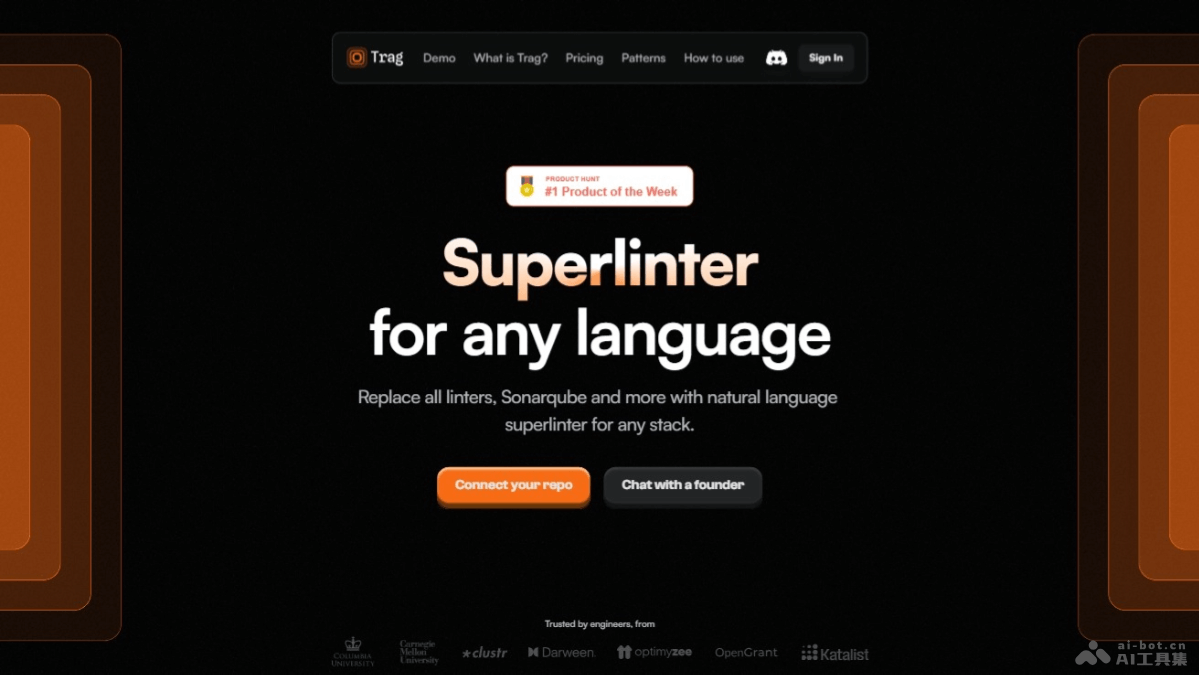 Trag Demo What is Trag? Pricing Patterns How to use Sign In
PRODUCT HUNT
#1 Product of the Week
Superlinter
for any language
Replace all linters, Sonarqube and more with natural language
superlinter for any stack.
Connect your repo Chat with a founder
Trusted by engineers, from
COLUMBIA
UNIVERSITY
Carnegie
Mellon
University
clustr Darween. optimyzee OpenGrant Katalist
ai-bot.cn
AI工具集